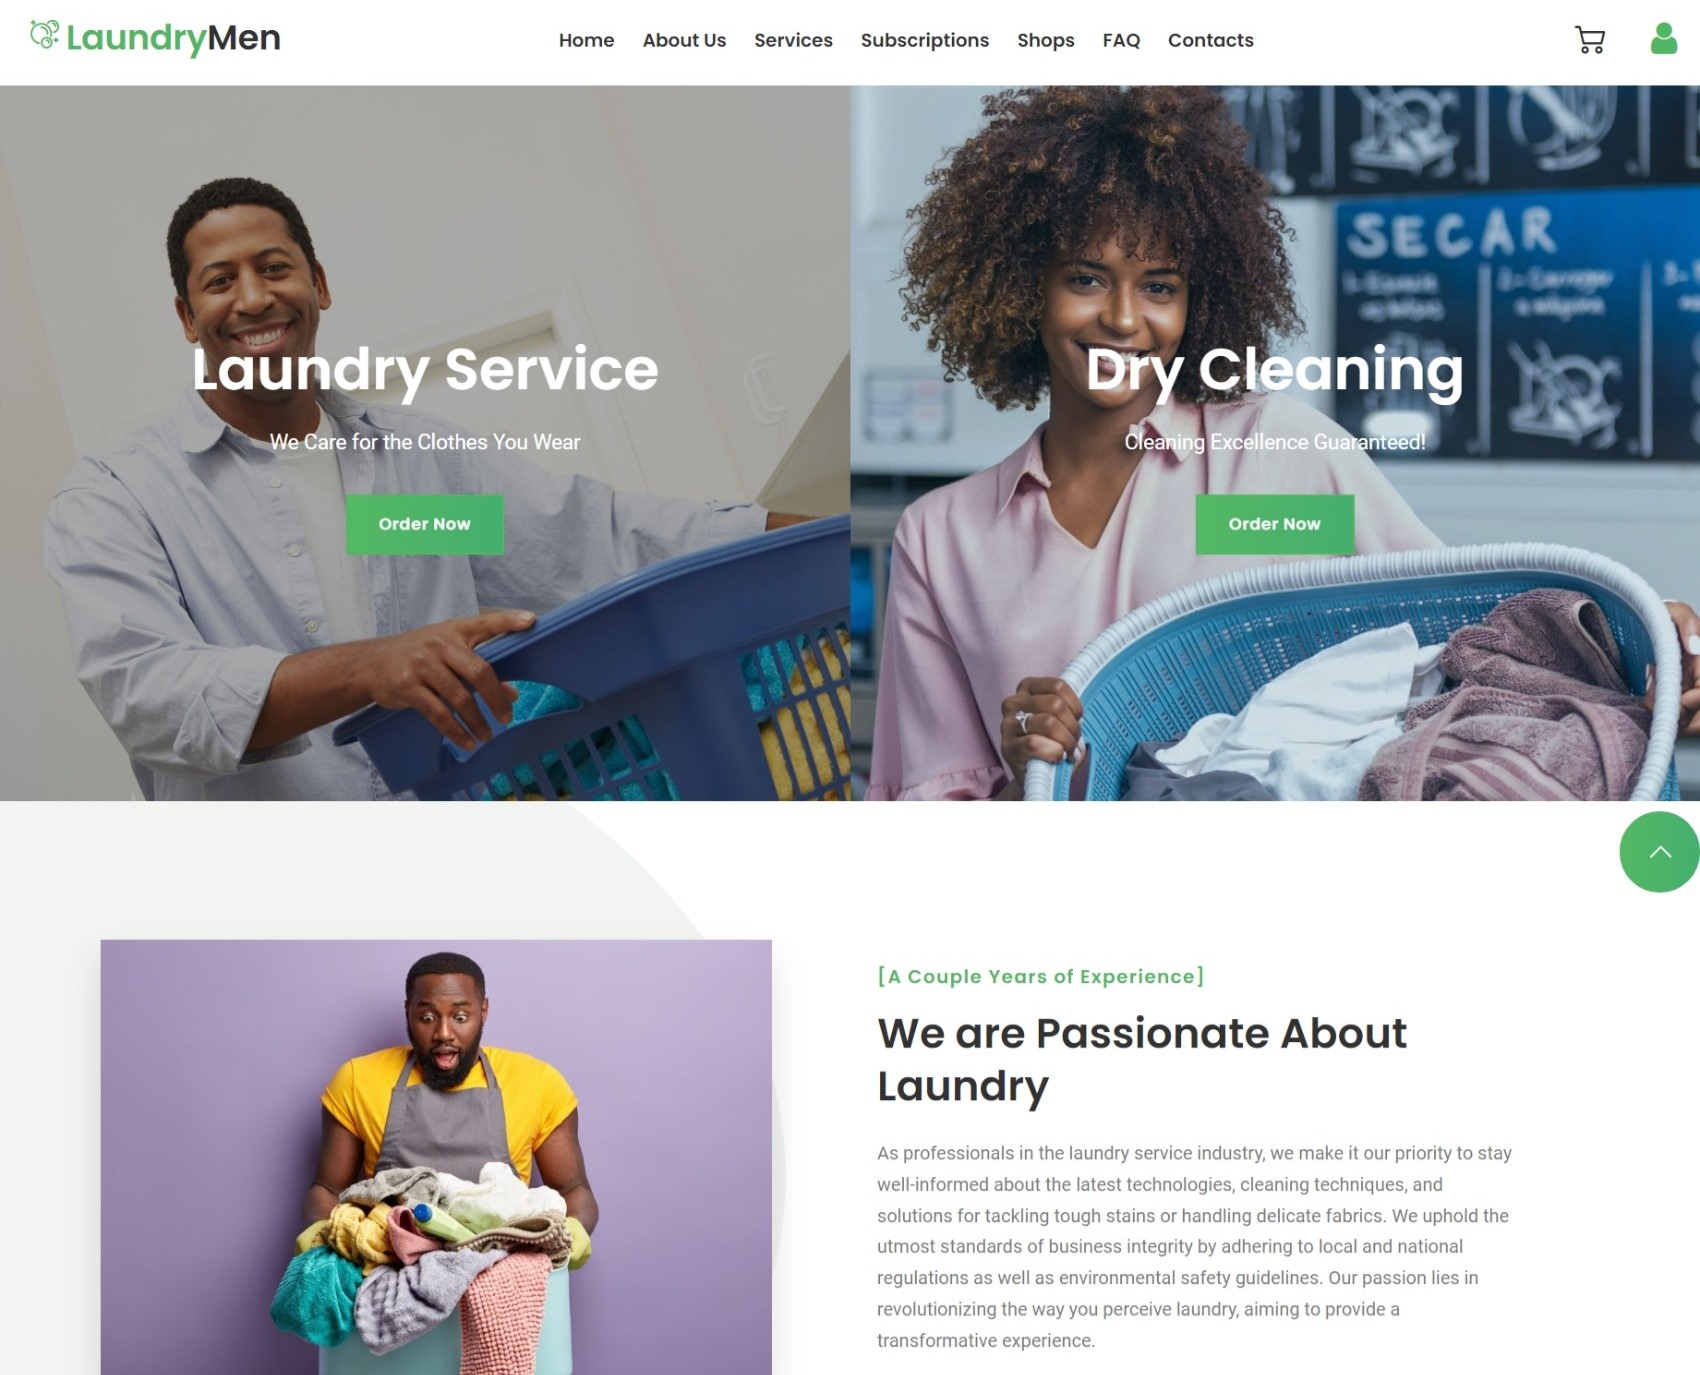 LaundryMen
Home About Us Services Subscriptions Shops FAQ Contacts
SECAR
Laundry Service
We Care for the Clothes You Wear
Order Now
Dry Cleaning
Cleaning Excellence Guaranteed!
Order Now
[A Couple Years of Experience]
We are Passionate About
Laundry
As professionals in the laundry service industry, we make it our priority to stay
well-informed about the latest technologies, cleaning techniques, and
solutions for tackling tough stains or handling delicate fabrics. We uphold the
utmost standards of business integrity by adhering to local and national
regulations as well as environmental safety guidelines. Our passion lies in
revolutionizing the way you perceive laundry, aiming to provide a
transformative experience.